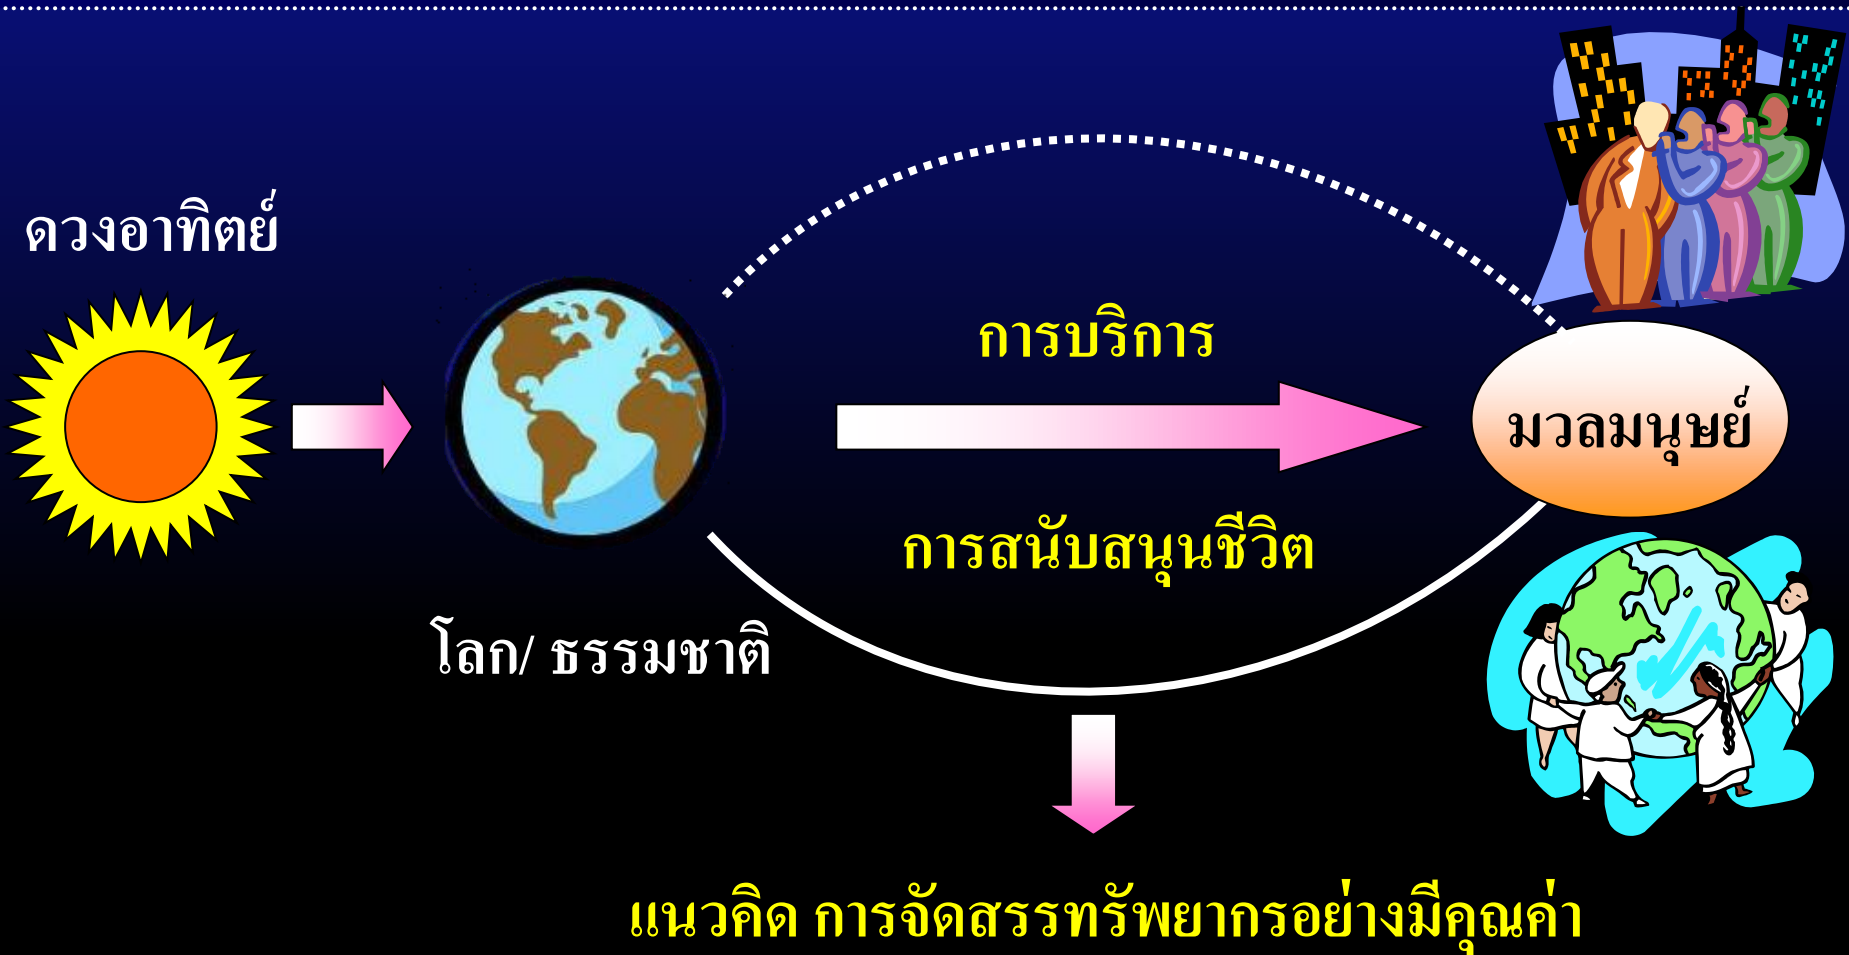 ดวงอาทิตย์
การบริการ
มวลมนุษย์
การสนับสนุนชีวิต
โลก/ ธรรมชาติ
แนวคิด การจัดสรรทรัพยากรอย่างมีคุณค่า